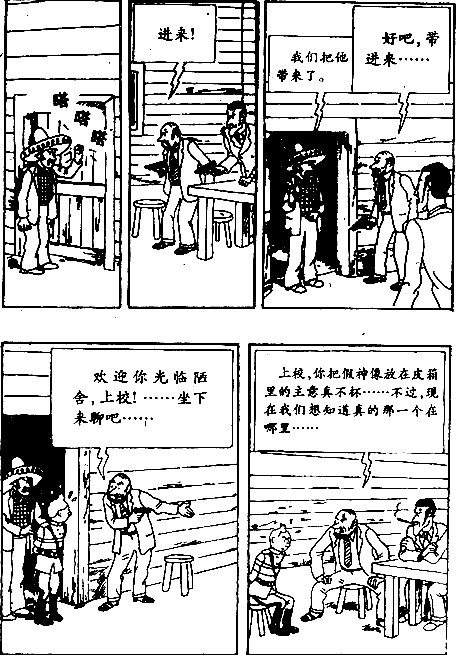 嗒
嗒
嗒
进来！
我们把他
带来了。
好吧，带
进来……
欢迎你光临陋
舍，上校！……坐下
来聊吧……
上校，你把假神像放在皮箱
里的主意真不杯……不过，现
在我们想知道真的那一个在
哪里……